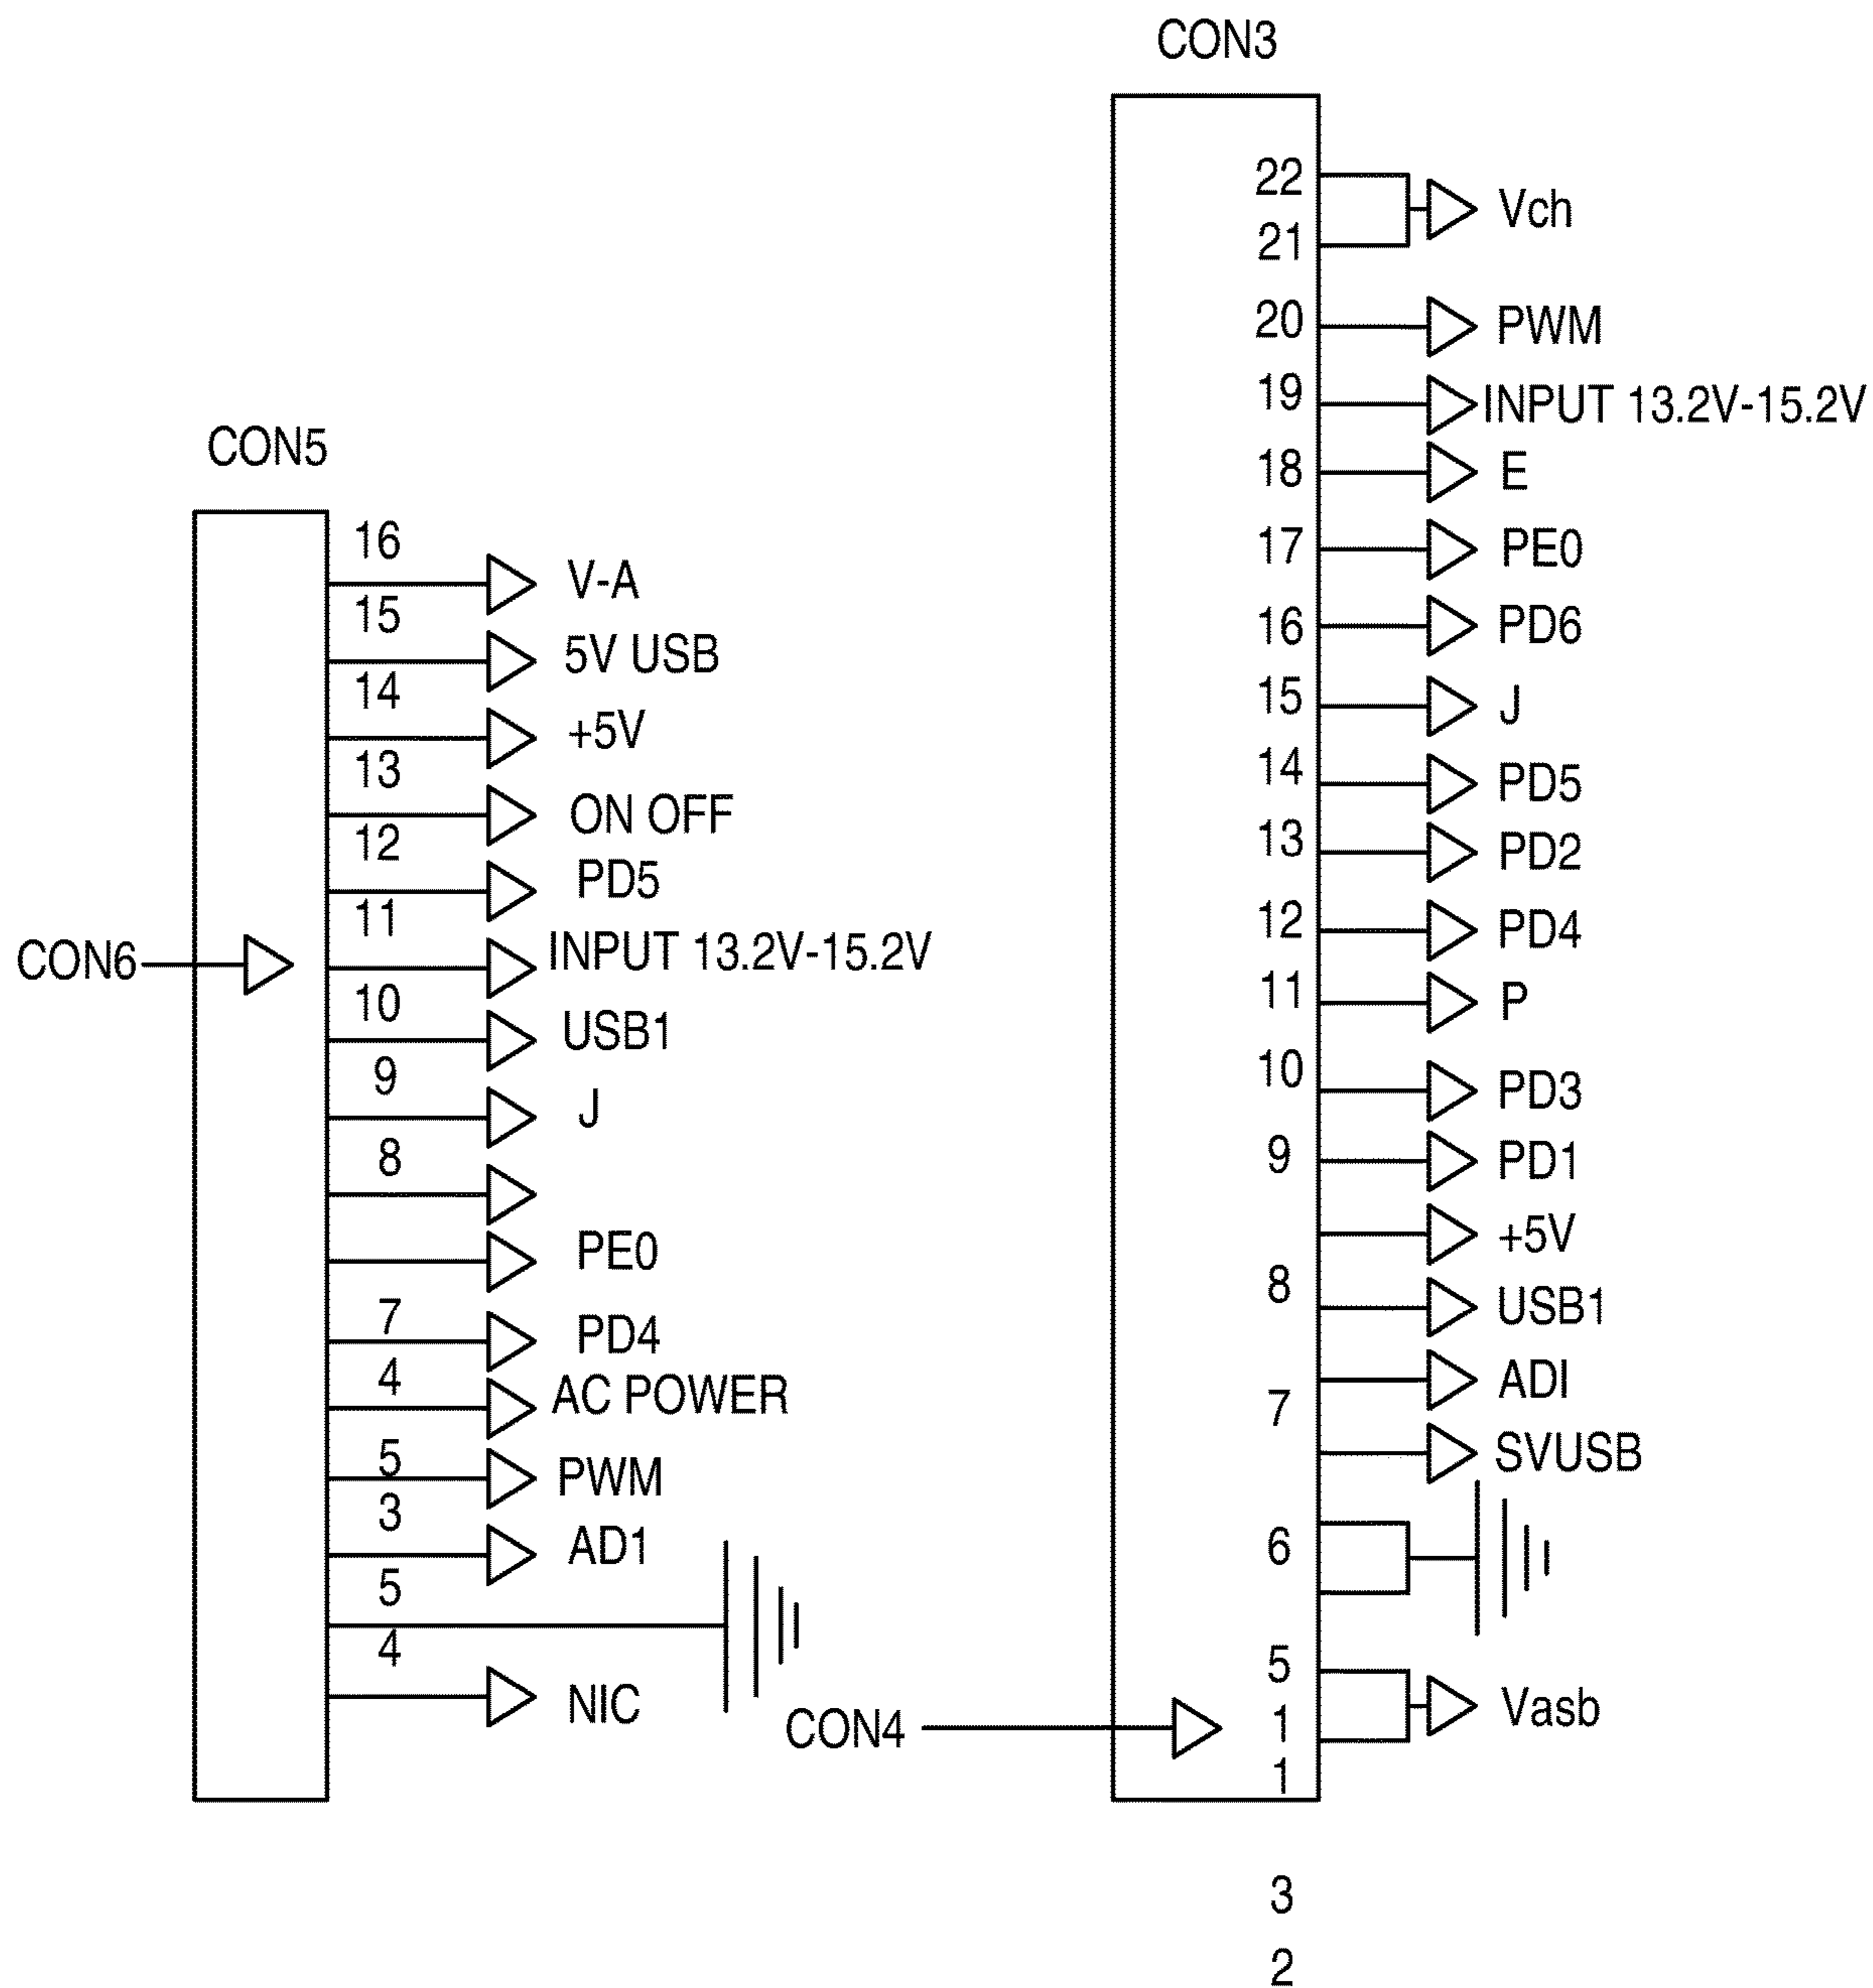 CON5
16
V-A
15
5V USB
14
+5V
13
ON OFF
12
PD5
11
CON6
INPUT 13.2V-15.2V
10
USB1
9
J
8
PE0
7
PD4
4
AC POWER
5
PWM
3
AD1
5
4
NIC
CON3
22
Vch
21
20
PWM
19
INPUT 13.2V-15.2V
18
E
17
PE0
16
PD6
15
J
14
PD5
13
PD2
12
PD4
11
P
10
PD3
9
PD1
+5V
8
USB1
ADI
7
SVUSB
6
5
Vasb
CON4
1
1
3
2